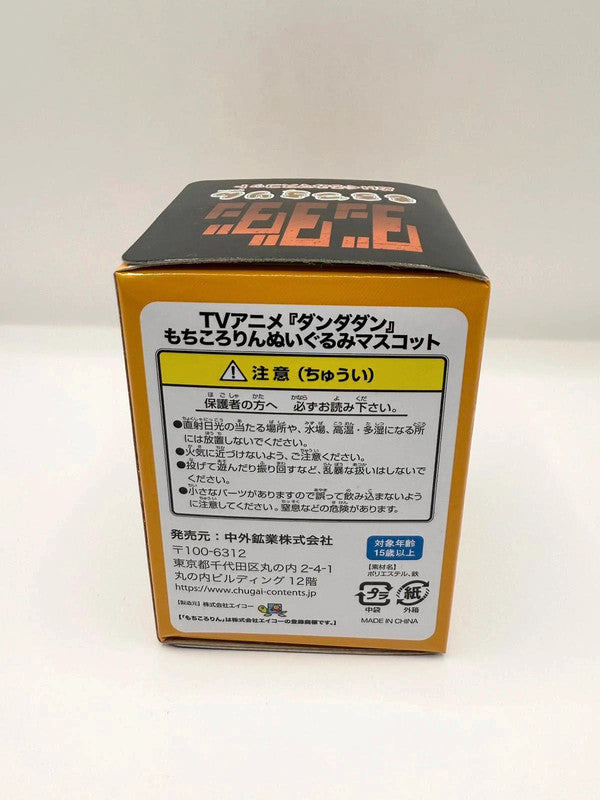 ダンダダン
TVアニメ『ダンダダン』
もちころりんぬいぐるみマスコット
注意（ちゅうい）
保護者の方へ 必ずお読み下さい。
●直射日光の当たる場所や、水場、高温・多湿になる所
には放置しないでください。
●火気に近づけないよう、ご注意ください。
●投げて遊んだり振り回すなど、乱暴な扱いはしないで
ください。
●小さなパーツがありますので誤って飲み込まないよう
に注意してください。窒息などの危険があります。
発売元：中外鉱業株式会社
〒100-6312
東京都千代田区丸の内 2-4-1
丸の内ビルディング 12階
https://www.chugai-contents.jp
【製造元】株式会社エイコー
【「もちころりん」は株式会社エイコーの登録商標です。】
対象年齢
15歳以上
【素材名】
ポリエステル、鉄
プラ
中袋
紙
外箱
MADE IN CHINA